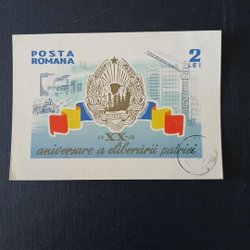 POSTA
ROMANA
2
LEI
a XX-a
aniversare a eliberării patriei